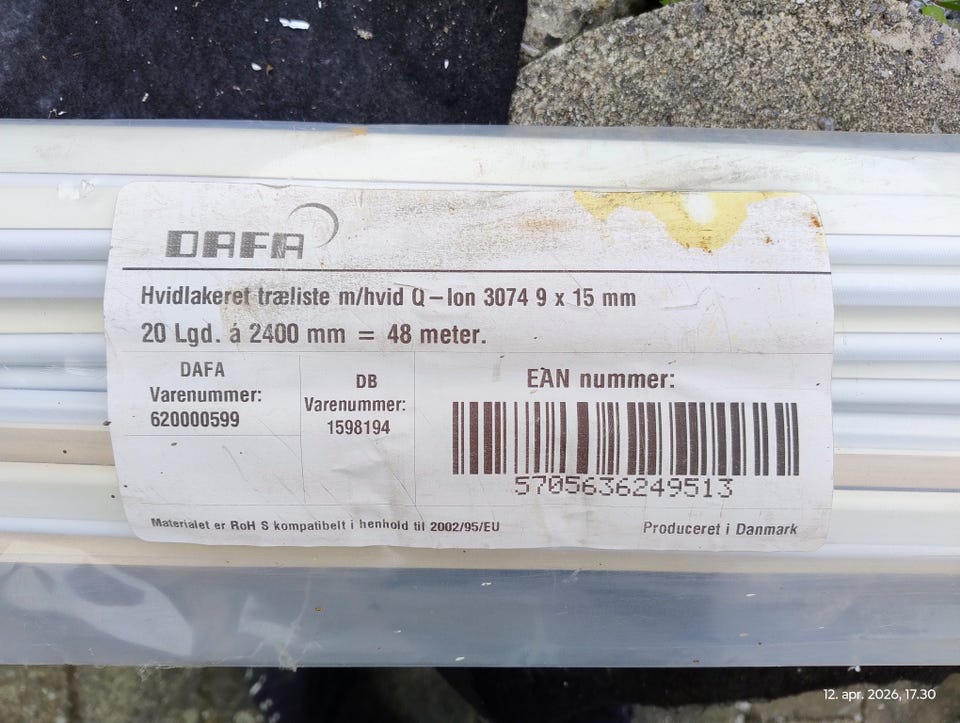 DAFA
Hvidlakeret træliste m/hvid Q-lon 3074 9 x 15 mm
20 Lgd. á 2400 mm = 48 meter.
DAFA
Varenummer:
620000599
DB
Varenummer:
1598194
EAN nummer:
5705636249513
Materialet er RoH S kompatibelt i henhold til 2002/95/EU
Produceret i Danmark
12. apr. 2026, 17.30